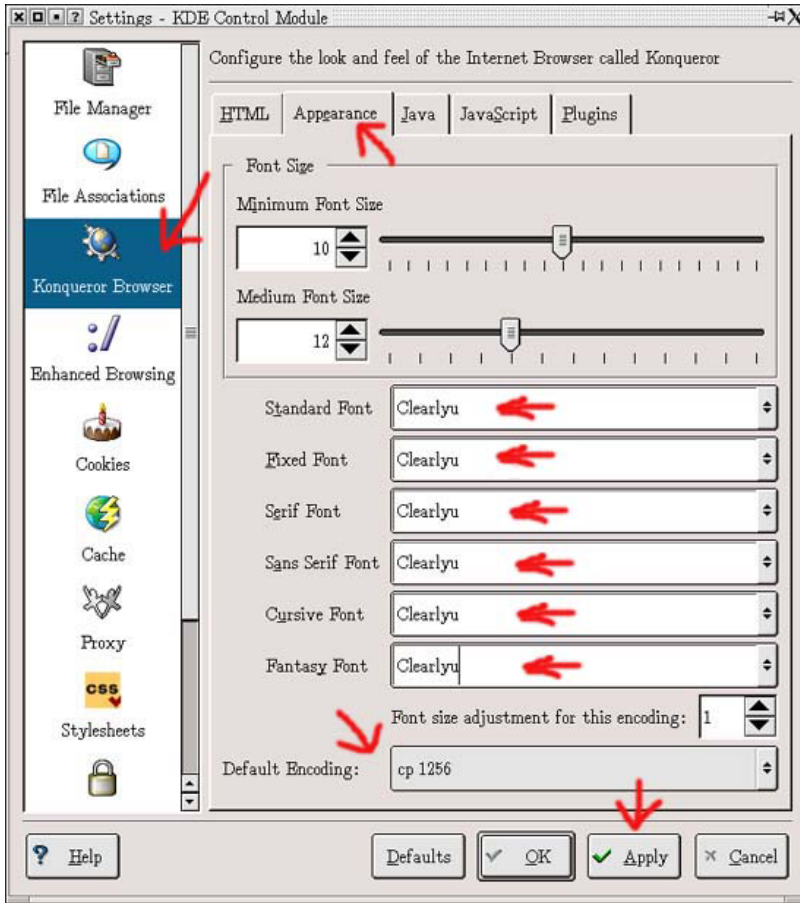 Settings - KDE Control Module
Configure the look and feel of the Internet Browser called Konqueror
File Manager
File Associations
Konqueror Browser
Enhanced Browsing
Cookies
Cache
Proxy
CSS
Stylesheets
HTML Appearance Java JavaScript Plugins
Font Size
Minimum Font Size
10
Medium Font Size
12
Standard Font Clearlyu
Fixed Font Clearlyu
Serif Font Clearlyu
Sans Serif Font Clearlyu
Cursive Font Clearlyu
Fantasy Font Clearlyu
Font size adjustment for this encoding: 1
Default Encoding: cp 1256
? Help Defaults OK Apply Cancel